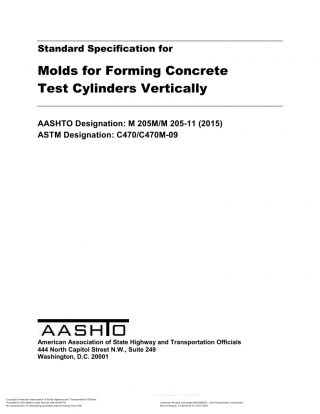 Standard Specification for
Molds for Forming Concrete
Test Cylinders Vertically
AASHTO Designation: M 205M/M 205-11 (2015)
ASTM Designation: C470/C470M-09
AASHTO
American Association of State Highway and Transportation Officials
444 North Capitol Street N.W., Suite 249
Washington, D.C. 20001